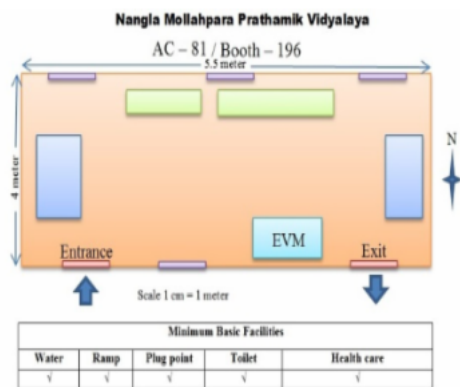 Nangla Mollahpara Prathamik Vidyalaya
AC – 81 / Booth – 196
5.5 meter
4 meter
N
Entrance
EVM
Exit
Scale 1 cm = 1 meter
Minimum Basic Facilities
Water Ramp Plug point Toilet Health care
√ √ √ √ √